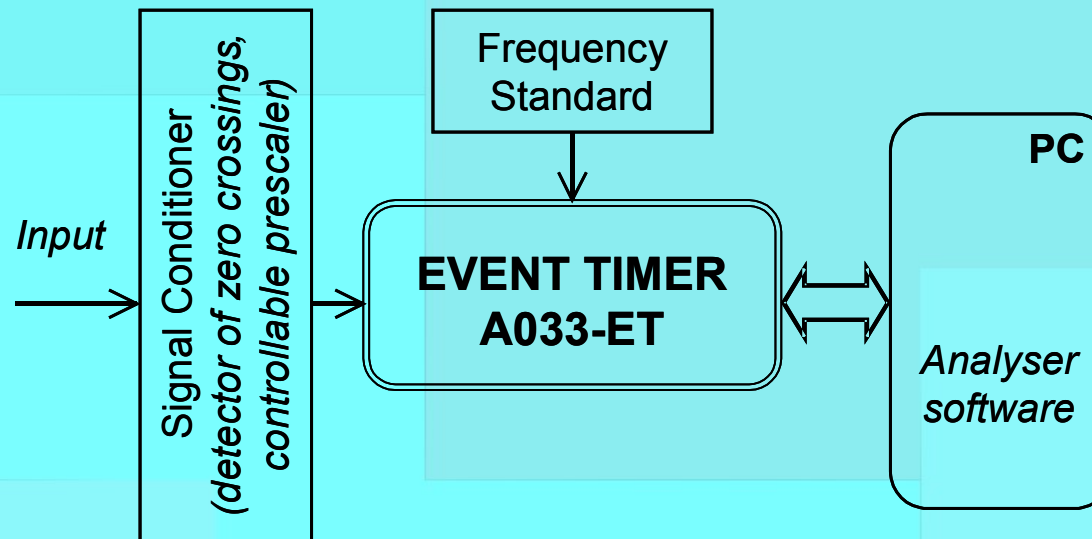 Input
Signal Conditioner
(detector of zero crossings,
controllable prescaler)
Frequency
Standard
EVENT TIMER
A033-ET
PC
Analyser
software